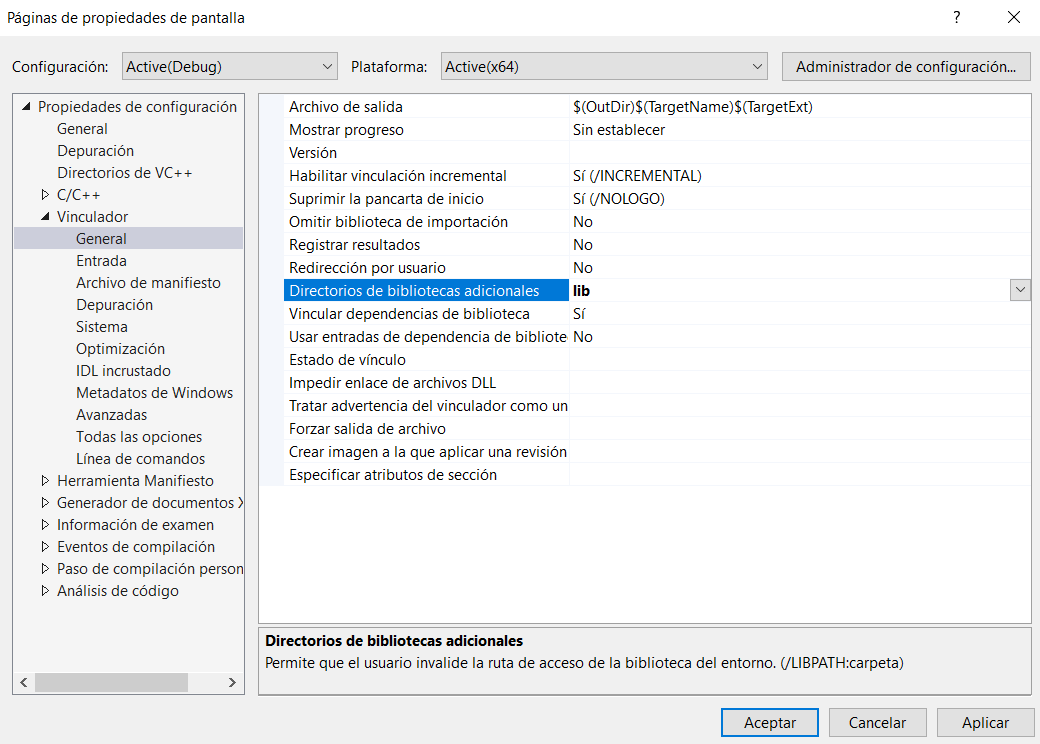 Páginas de propiedades de pantalla ?
Configuración: Active(Debug) Plataforma: Active(x64) Administrador de configuración...
Propiedades de configuración
General
Depuración
Directorios de VC++
C/C++
Vinculador
General
Entrada
Archivo de manifiesto
Depuración
Sistema
Optimización
IDL incrustado
Metadatos de Windows
Avanzadas
Todas las opciones
Línea de comandos
Herramienta Manifiesto
Generador de documentos X
Información de examen
Eventos de compilación
Paso de compilación person
Análisis de código
Archivo de salida $(OutDir)$(TargetName)$(TargetExt)
Mostrar progreso Sin establecer
Versión
Habilitar vinculación incremental Sí (/INCREMENTAL)
Suprimir la pancarta de inicio Sí (/NOLOGO)
Omitir biblioteca de importación No
Registrar resultados No
Redirección por usuario No
Directorios de bibliotecas adicionales lib
Vincular dependencias de biblioteca Sí
Usar entradas de dependencia de bibliote No
Estado de vínculo
Impedir enlace de archivos DLL
Tratar advertencia del vinculador como un
Forzar salida de archivo
Crear imagen a la que aplicar una revisión
Especificar atributos de sección
Directorios de bibliotecas adicionales
Permite que el usuario invalide la ruta de acceso de la biblioteca del entorno. (/LIBPATH:carpeta)
Aceptar Cancelar Aplicar